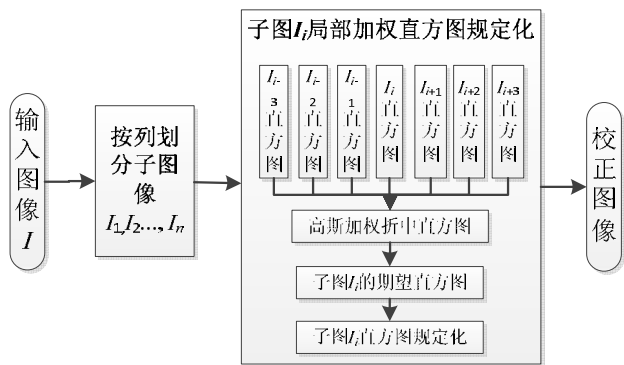 子图Ii局部加权直方图规定化
输入图像I
按列划
分子图
像
I1,I2…, In
Ii-3直方图
Ii-2直方图
Ii-1直方图
Ii直方图
Ii+1直方图
Ii+2直方图
Ii+3直方图
高斯加权折中直方图
子图Ii的期望直方图
子图Ii直方图规定化
校正图像